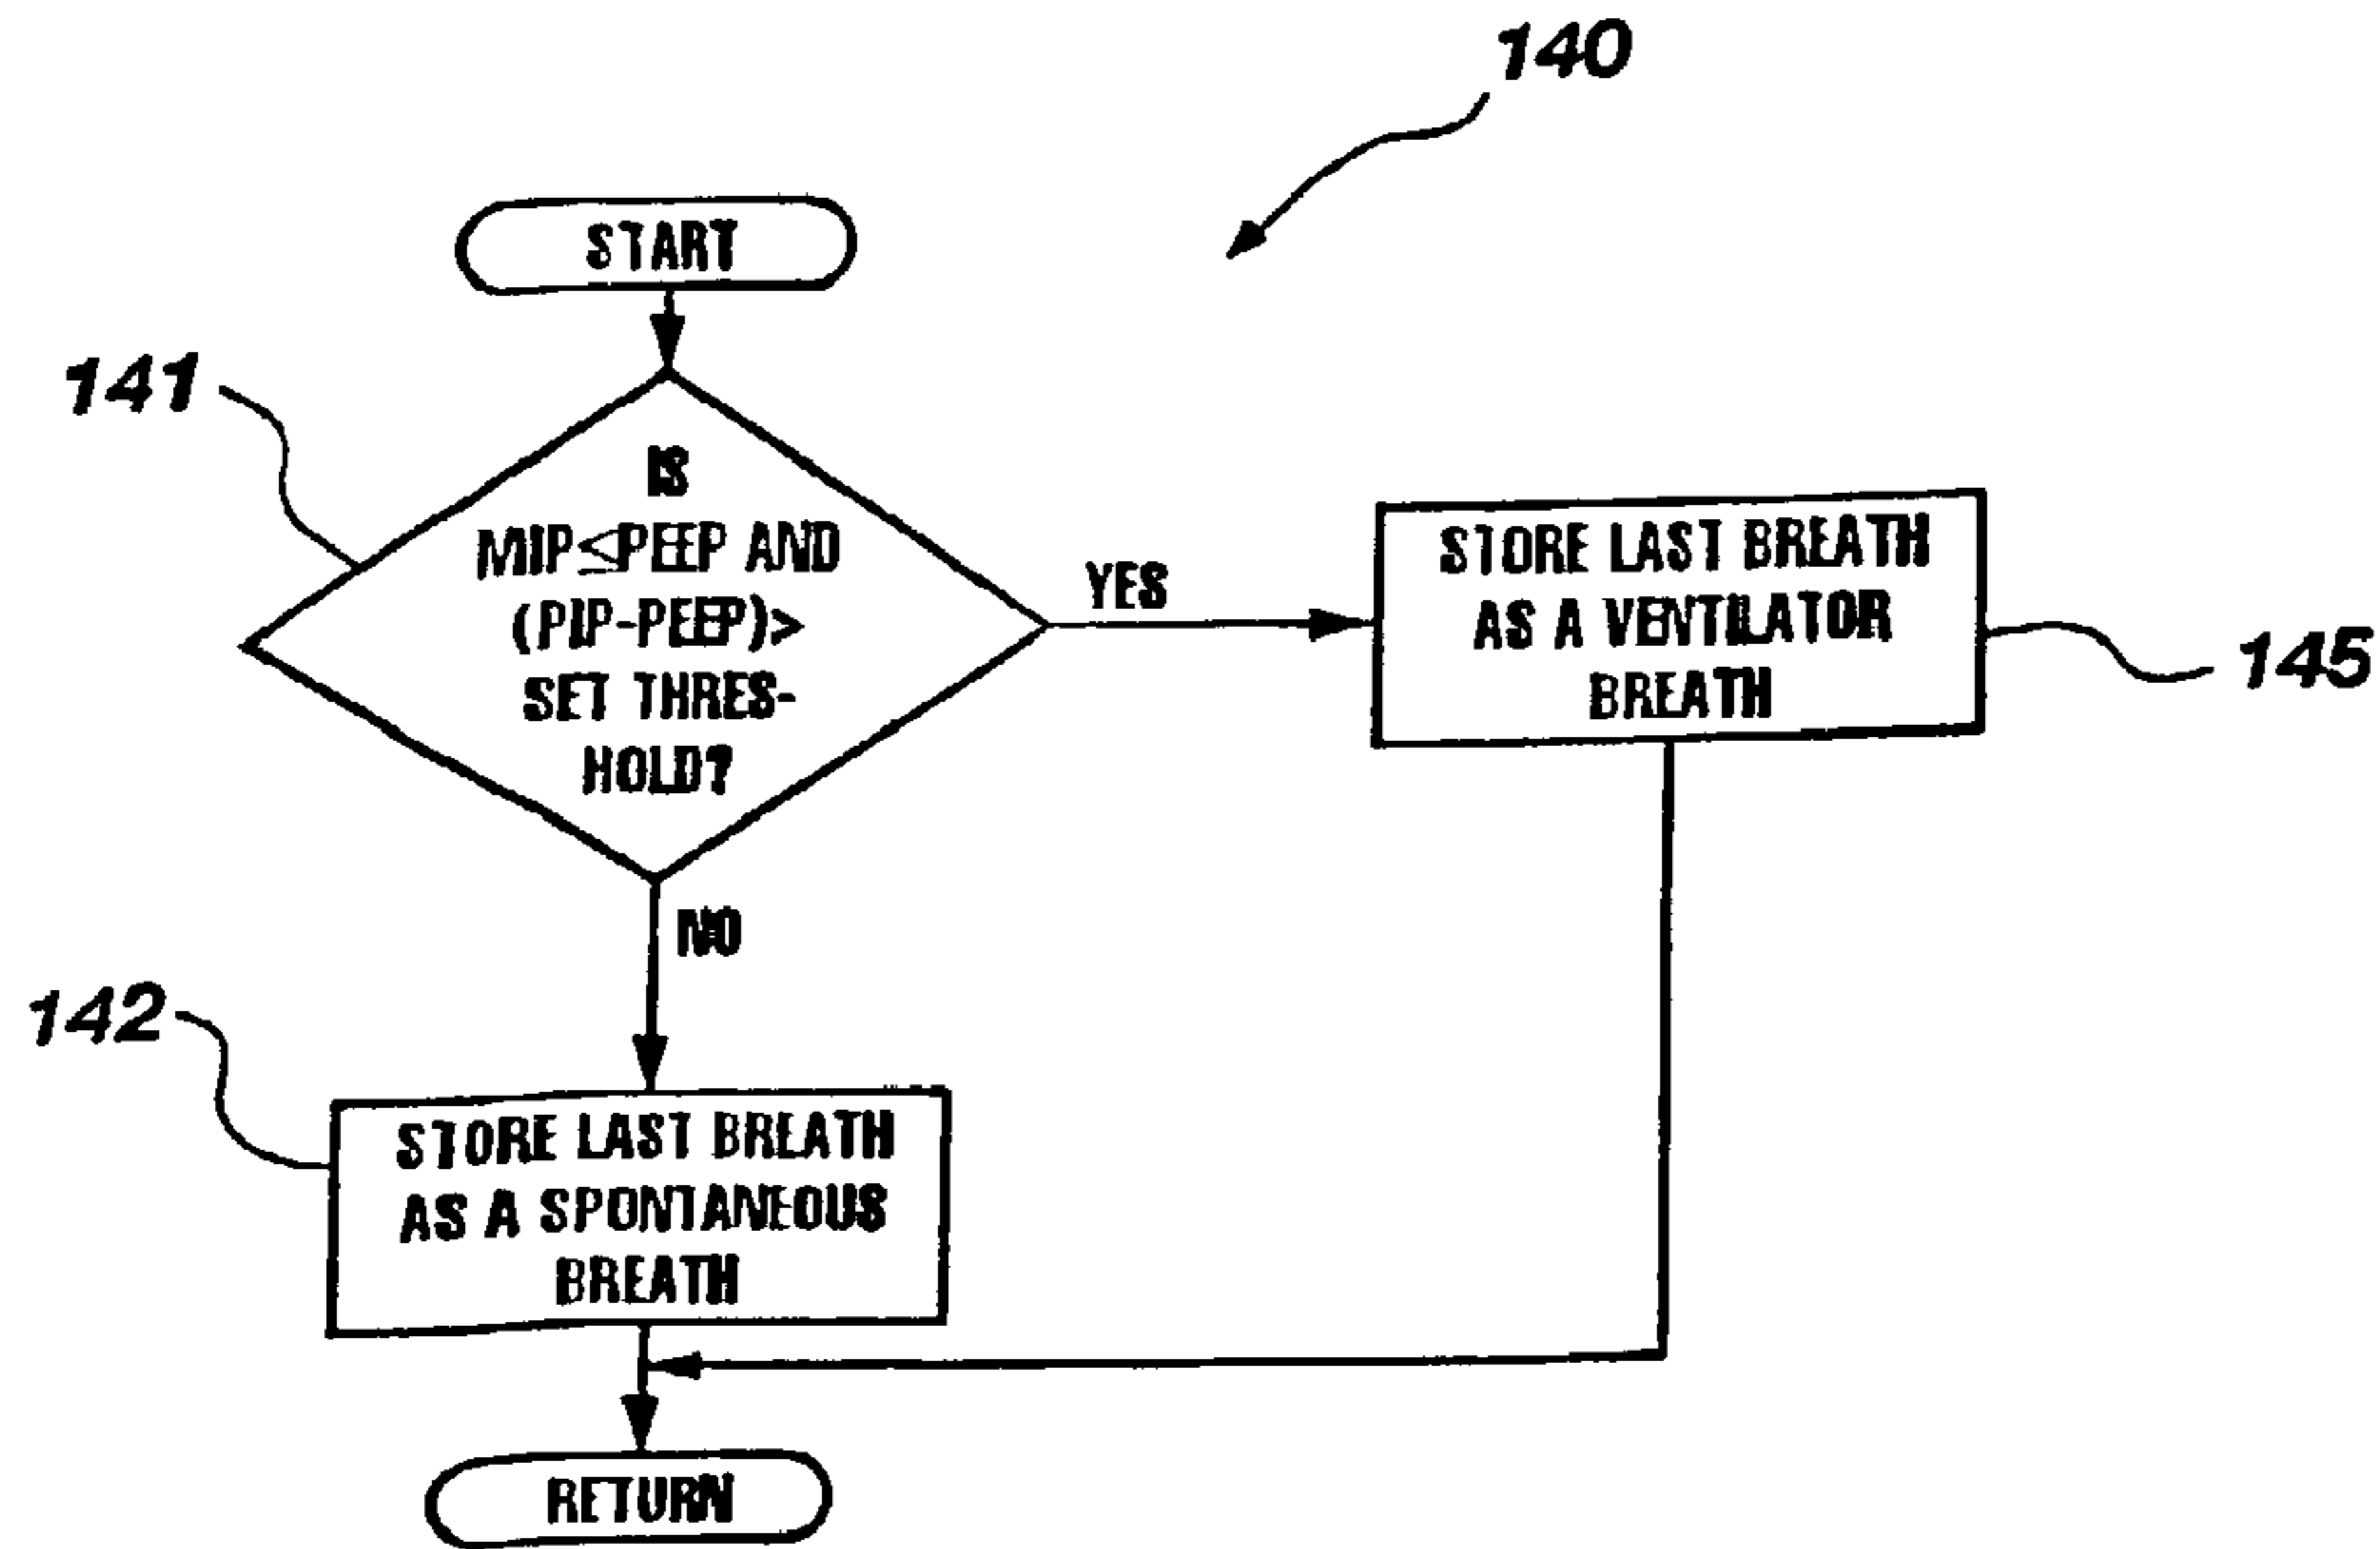 140
START
141
IS
MIP≤PEEP AND
(PIP-PEEP)>
SET THRES-
HOLD?
YES
STORE LAST BREATH
AS A VENTILATOR
BREATH
145
NO
142
STORE LAST BREATH
AS A SPONTANEOUS
BREATH
RETURN